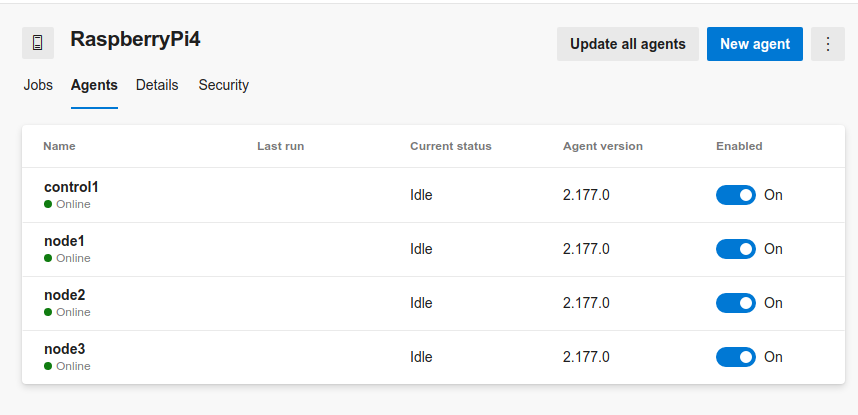 RaspberryPi4
Update all agents
New agent
Jobs Agents Details Security
Name Last run Current status Agent version Enabled
control1
Online
Idle 2.177.0 On
node1
Online
Idle 2.177.0 On
node2
Online
Idle 2.177.0 On
node3
Online
Idle 2.177.0 On